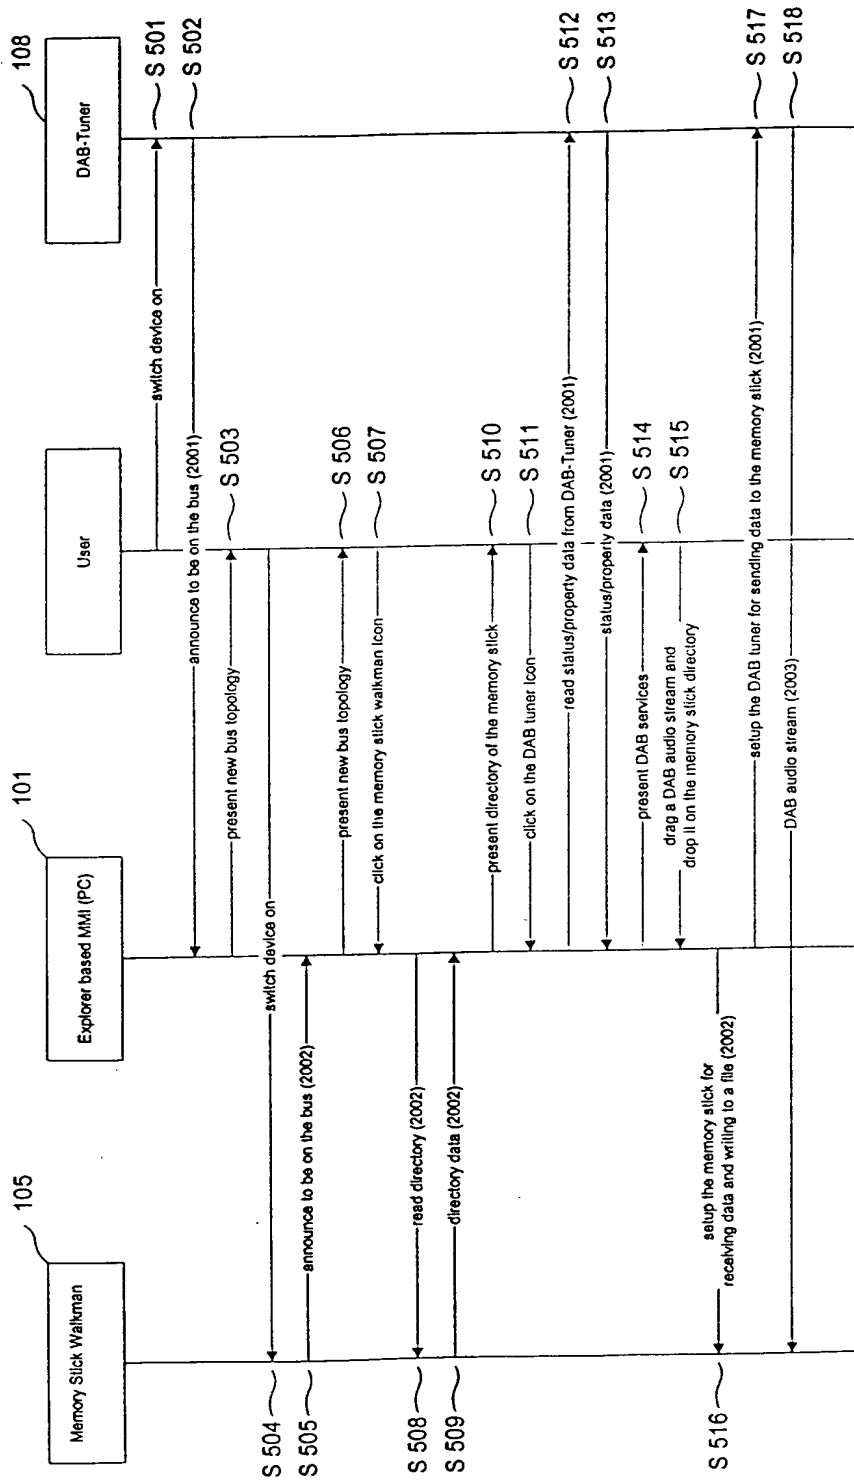 105
Memory Stick Walkman
101
Explorer based MMI (PC)
User
108
DAB-Tuner
switch device on
S 501
announce to be on the bus (2001)
S 502
present new bus topology
S 503
switch device on
S 504
announce to be on the bus (2002)
S 505
present new bus topology
S 506
click on the memory stick walkman Icon
S 507
read directory (2002)
S 508
directory data (2002)
S 509
present directory of the memory stick
S 510
click on the DAB tuner Icon
S 511
read status/property data from DAB-Tuner (2001)
S 512
status/property data (2001)
S 513
present DAB services
S 514
drag a DAB audio stream and
drop it on the memory stick directory
S 515
setup the memory stick for
receiving data and writing to a file (2002)
S 516
setup the DAB tuner for sending data to the memory stick (2001)
S 517
DAB audio stream (2003)
S 518